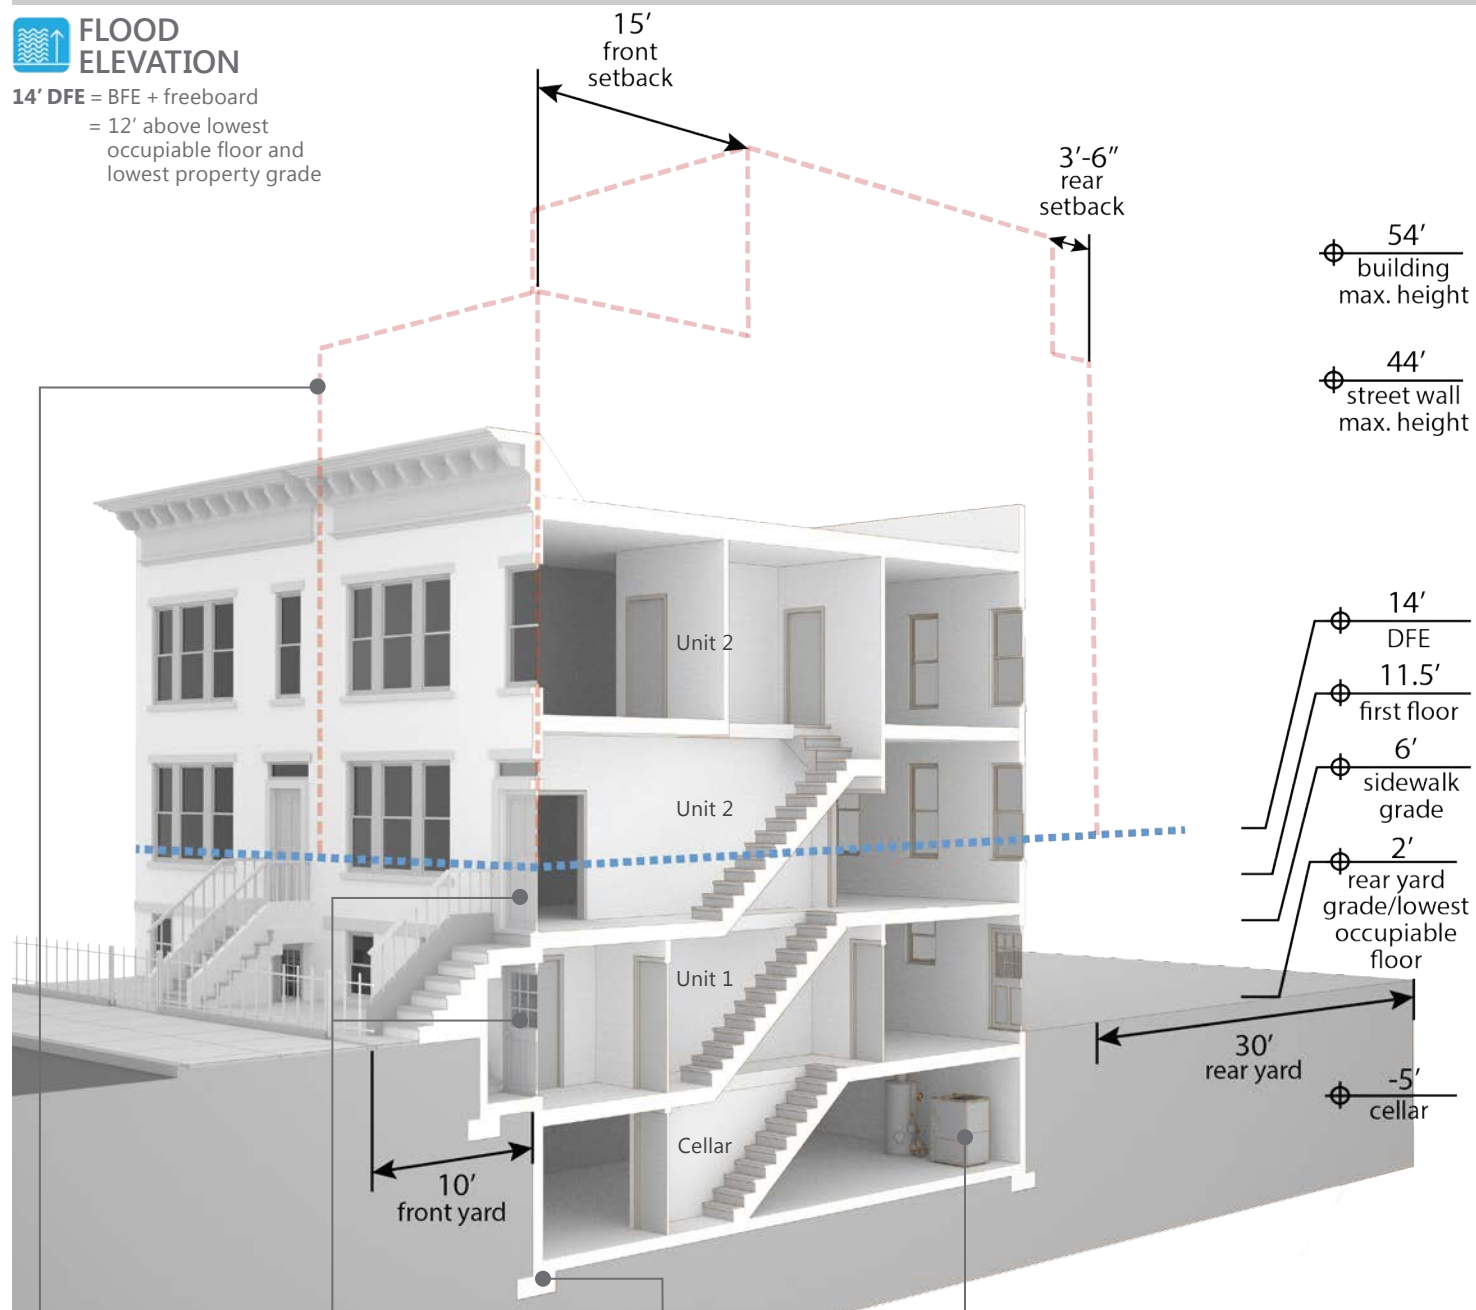 FLOOD
ELEVATION
14′ DFE = BFE + freeboard
= 12′ above lowest
occupiable floor and
lowest property grade
15′
front
setback
3′-6″
rear
setback
54′
building
max. height
44′
street wall
max. height
14′
DFE
11.5′
first floor
6′
sidewalk
grade
2′
rear yard
grade/lowest
occupiable
floor
Unit 2
Unit 2
Unit 1
Cellar
30′
rear yard
-5′
cellar
10′
front yard